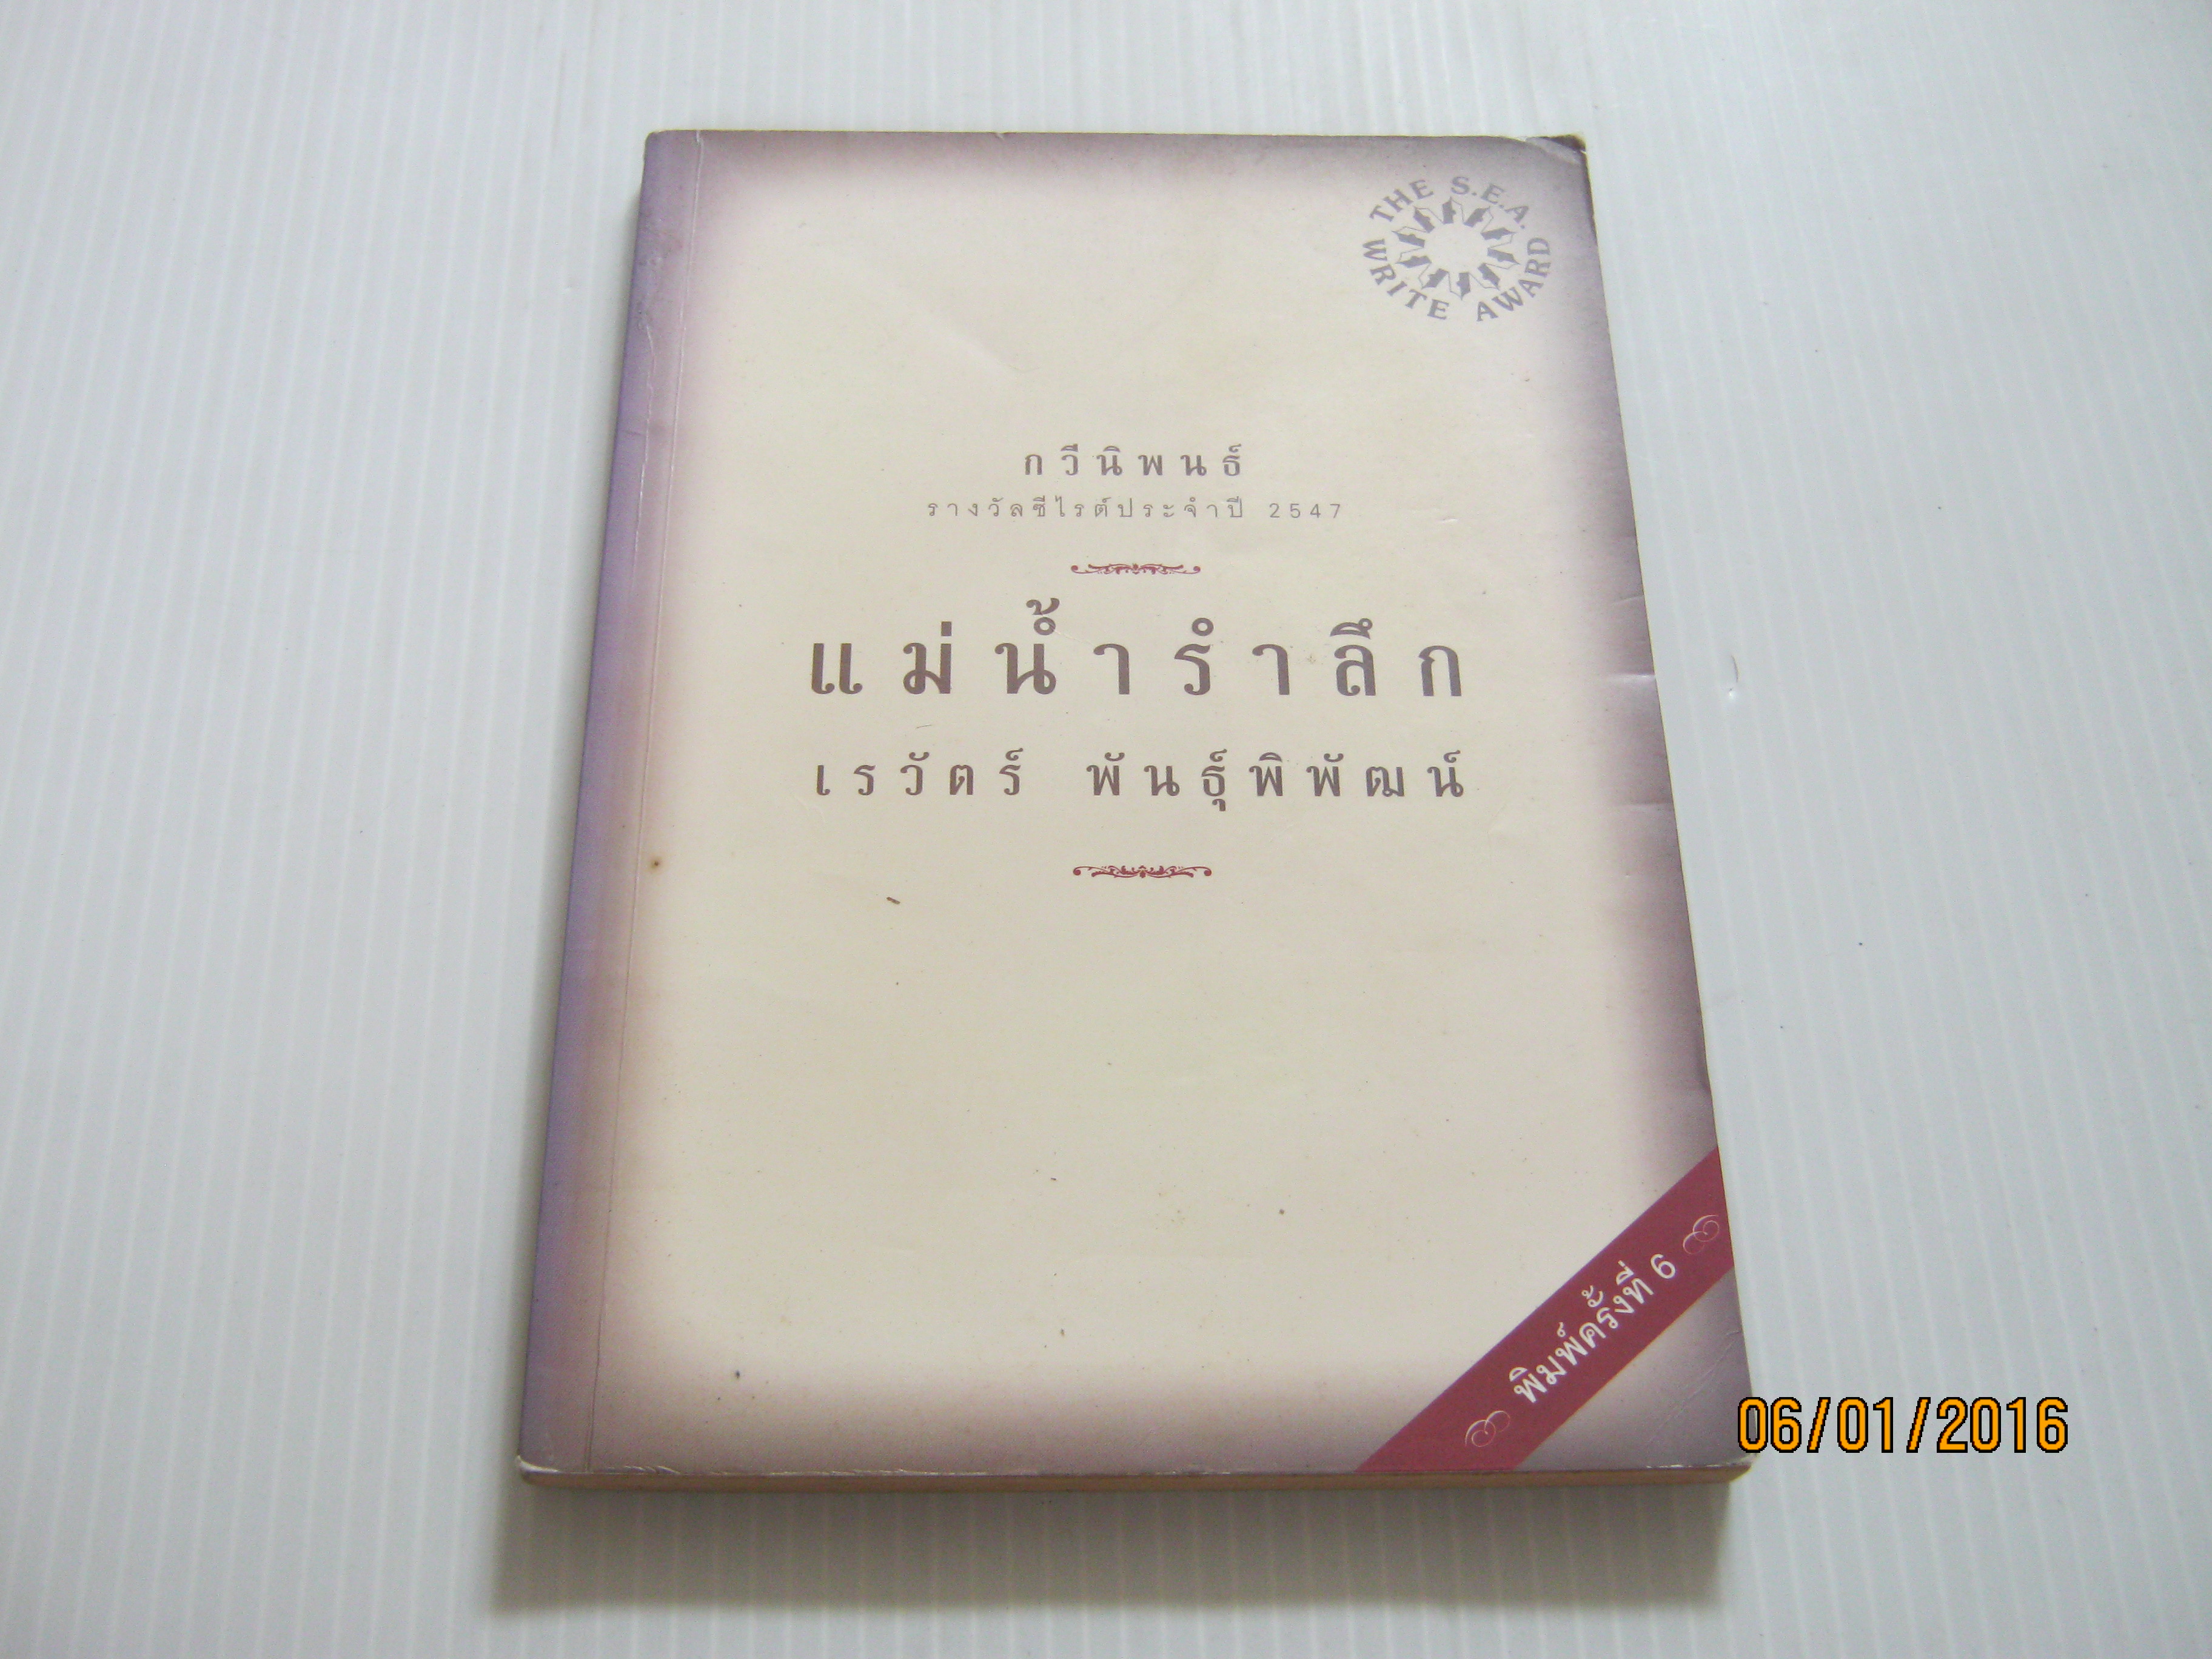 THE S.E.A. WRITE AWARD
กวีนิพนธ์
รางวัลซีไรต์ประจำปี 2547
แม่น้ำรำลึก
เรวัตร์ พันธุ์พิพัฒน์
พิมพ์ครั้งที่ 6
06/01/2016